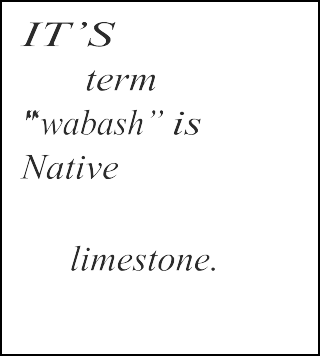 IT’S
term
“‘wabash” is
Native
limestone.